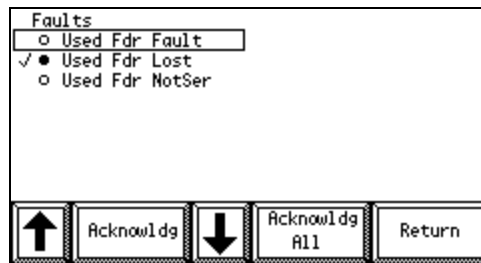 Faults
○ Used Fdr Fault
√ ● Used Fdr Lost
○ Used Fdr NotSer
Acknowldg
Acknowldg All
Return